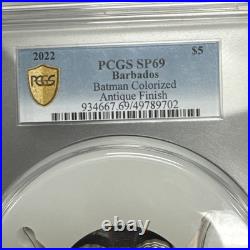 2022
$5
PCGS SP69
Barbados
Batman Colorized
Antique Finish
934667.69/49789702
PCGS